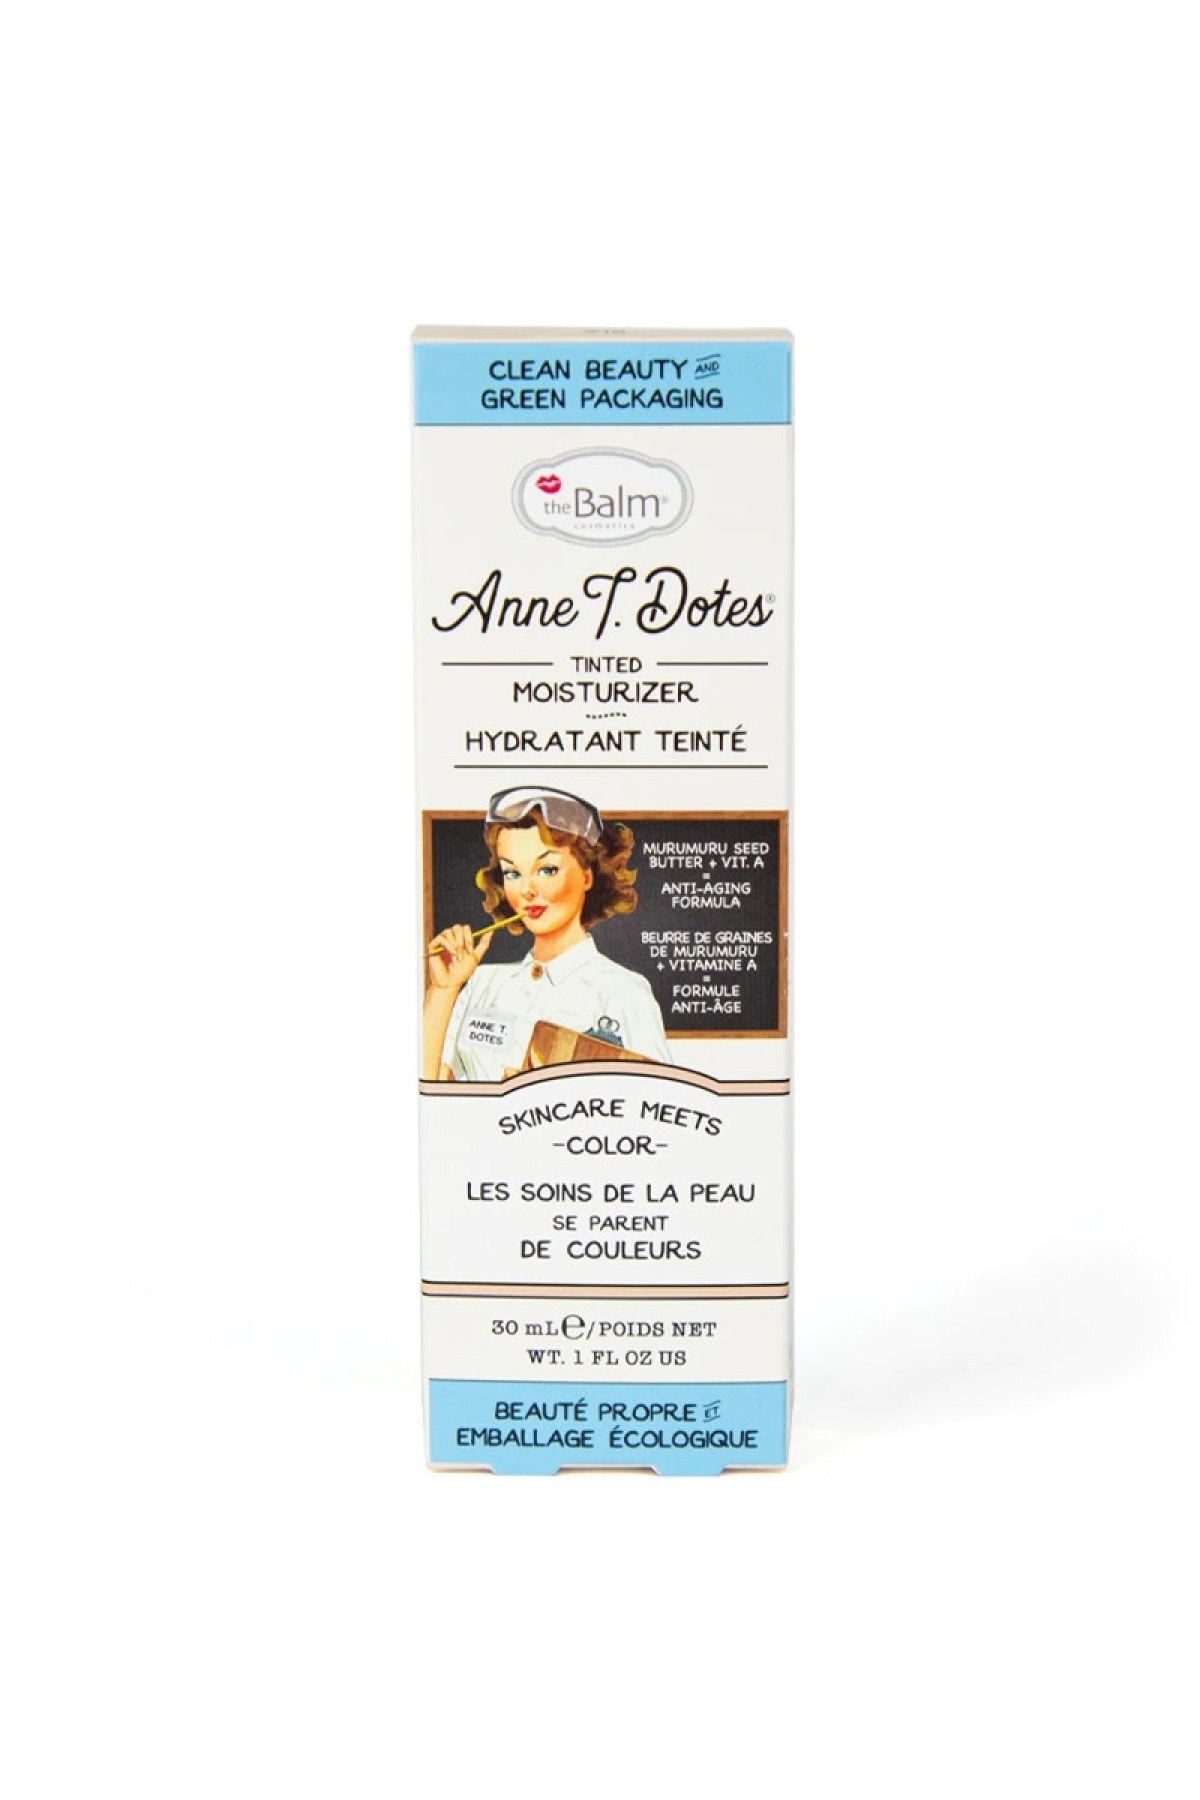 CLEAN BEAUTY AND
GREEN PACKAGING
the Balm®
cosmetics
Anne T. Dotes®
TINTED
MOISTURIZER
HYDRATANT TEINTÉ
MURUMURU SEED
BUTTER + VIT. A
=
ANTI-AGING
FORMULA
BEURRE DE GRAINES
DE MURUMURU
+ VITAMINE A
=
FORMULE
ANTI-ÂGE
ANNE T.
DOTES
SKINCARE MEETS
-COLOR-
LES SOINS DE LA PEAU
SE PARENT
DE COULEURS
30 mL℮/POIDS NET
WT. 1 FL OZ US
BEAUTÉ PROPRE ET
EMBALLAGE ÉCOLOGIQUE